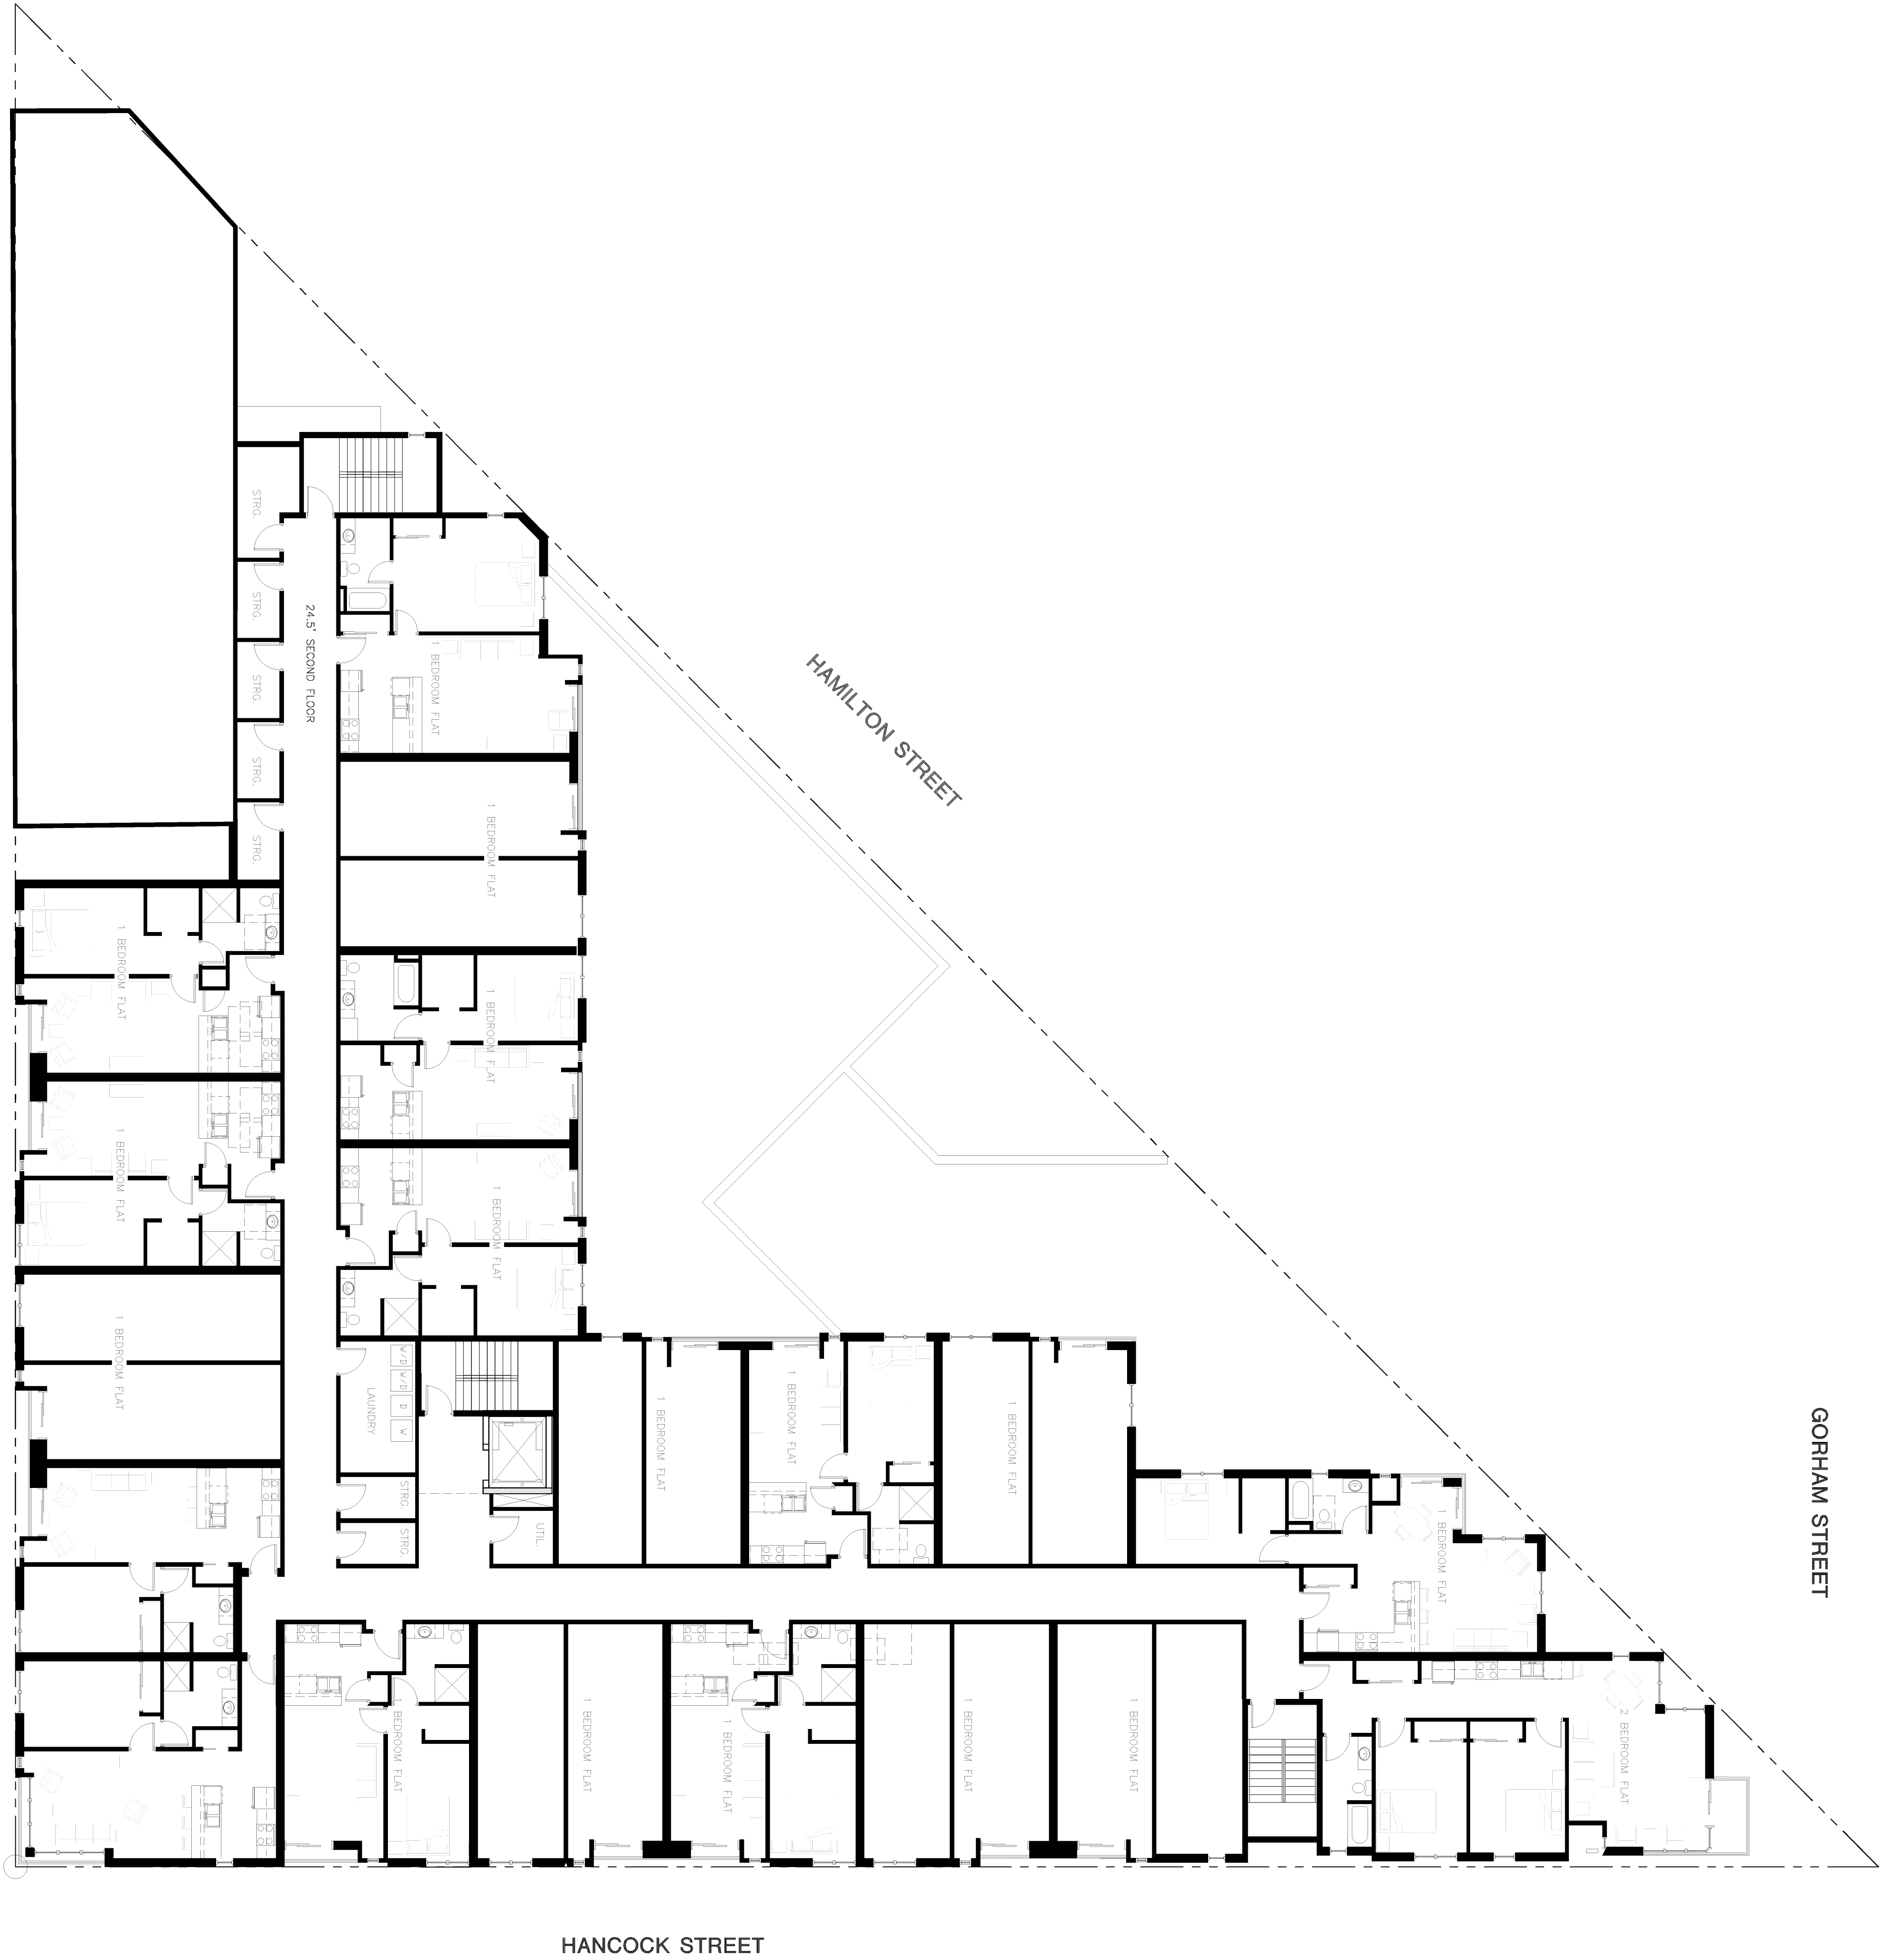 STRG.
STRG.
24.5' SECOND FLOOR
STRG.
1 BEDROOM FLAT
HAMILTON STREET
STRG.
STRG.
1 BEDROOM FLAT
1 BEDROOM FLAT
1 BEDROOM FLAT
1 BEDROOM FLAT
1 BEDROOM FLAT
1 BEDROOM FLAT
W/D
W/D
D
W
LAUNDRY
1 BEDROOM FLAT
1 BEDROOM FLAT
1 BEDROOM FLAT
GORHAM STREET
STRG.
STRG.
UTIL.
1 BEDROOM FLAT
1 BEDROOM FLAT
1 BEDROOM FLAT
1 BEDROOM FLAT
1 BEDROOM FLAT
1 BEDROOM FLAT
2 BEDROOM FLAT
HANCOCK STREET